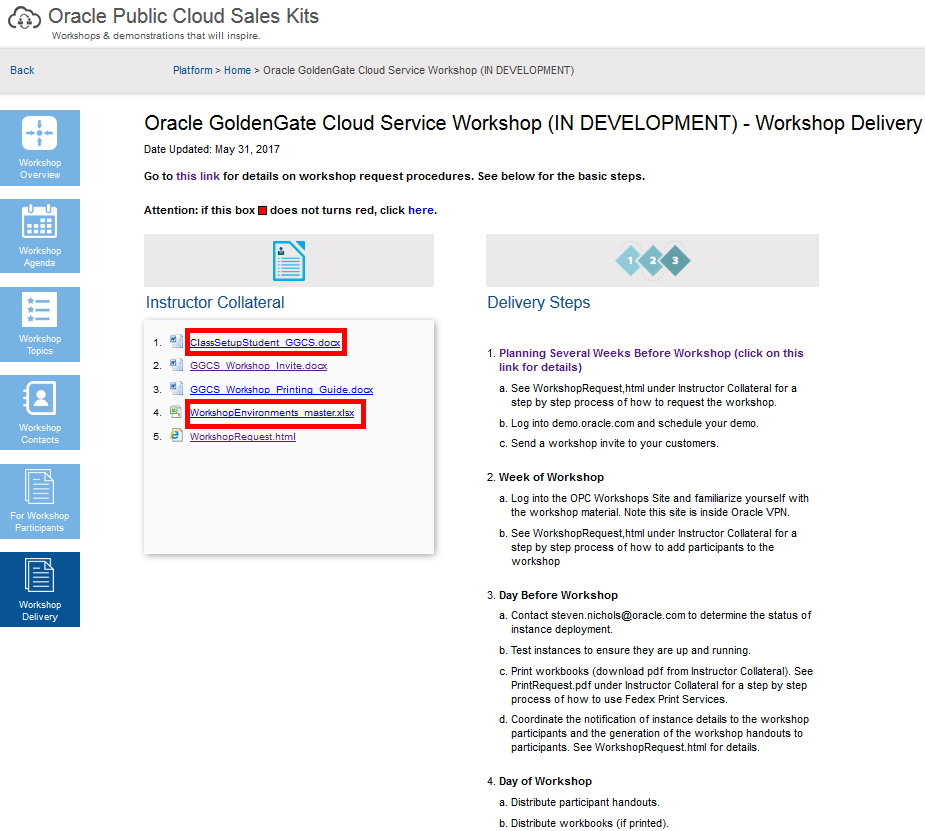 Oracle Public Cloud Sales Kits
Workshops & demonstrations that will inspire.
Back
Platform > Home > Oracle GoldenGate Cloud Service Workshop (IN DEVELOPMENT)
Workshop
Overview
Workshop
Agenda
Workshop
Topics
Workshop
Contacts
For Workshop
Participants
Workshop
Delivery
Oracle GoldenGate Cloud Service Workshop (IN DEVELOPMENT) - Workshop Delivery
Date Updated: May 31, 2017
Go to this link for details on workshop request procedures. See below for the basic steps.
Attention: if this box does not turns red, click here.
Instructor Collateral
1. ClassSetupStudent_GGCS.docx
2. GGCS_Workshop_Invite.docx
3. GGCS_Workshop_Printing_Guide.docx
4. WorkshopEnvironments_master.xlsx
5. WorkshopRequest.html
1 2 3
Delivery Steps
1. Planning Several Weeks Before Workshop (click on this
link for details)
a. See WorkshopRequest,html under Instructor Collateral for a
step by step process of how to request the workshop.
b. Log into demo.oracle.com and schedule your demo.
c. Send a workshop invite to your customers.
2. Week of Workshop
a. Log into the OPC Workshops Site and familiarize yourself with
the workshop material. Note this site is inside Oracle VPN.
b. See WorkshopRequest,html under Instructor Collateral for a
step by step process of how to add participants to the
workshop
3. Day Before Workshop
a. Contact steven.nichols@oracle.com to determine the status of
instance deployment.
b. Test instances to ensure they are up and running.
c. Print workbooks (download pdf from Instructor Collateral). See
PrintRequest.pdf under Instructor Collateral for a step by step
process of how to use Fedex Print Services.
d. Coordinate the notification of instance details to the workshop
participants and the generation of the workshop handouts to
participants. See WorkshopRequest.html for details.
4. Day of Workshop
a. Distribute participant handouts.
b. Distribute workbooks (if printed).